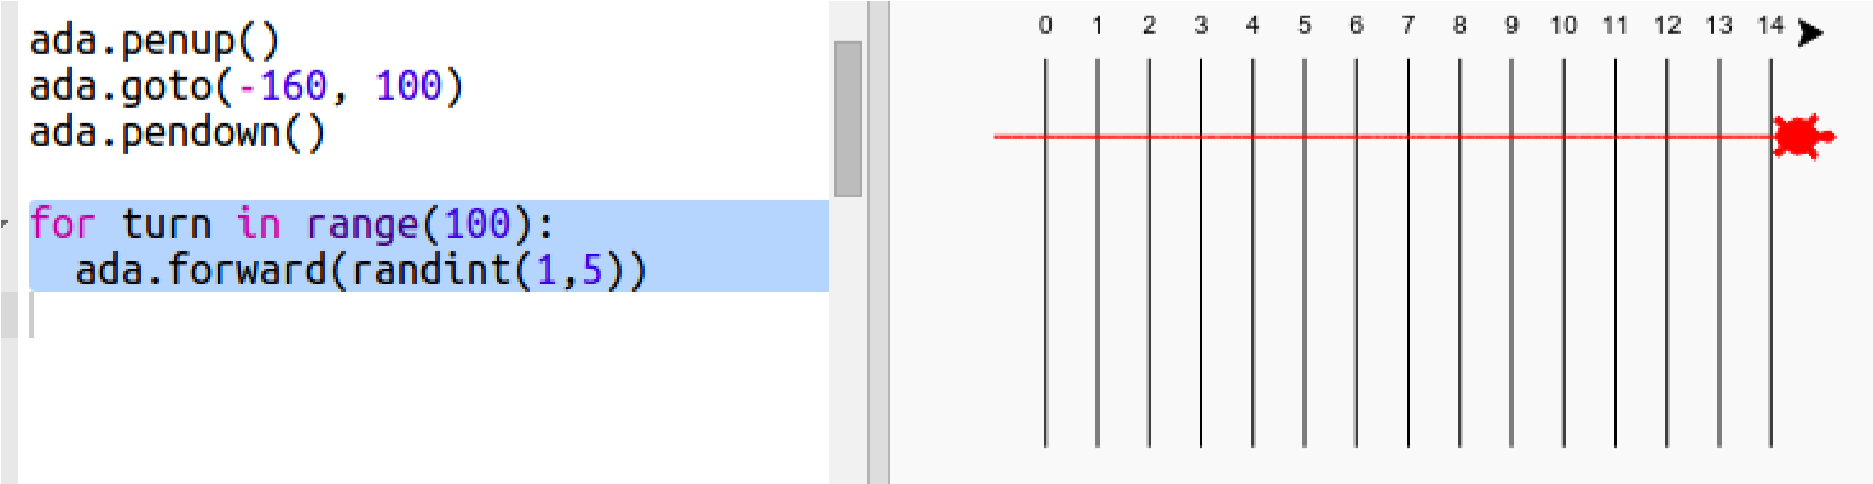 ada.penup()
ada.goto(-160, 100)
ada.pendown()
for turn in range(100):
  ada.forward(randint(1,5))
0 1 2 3 4 5 6 7 8 9 10 11 12 13 14